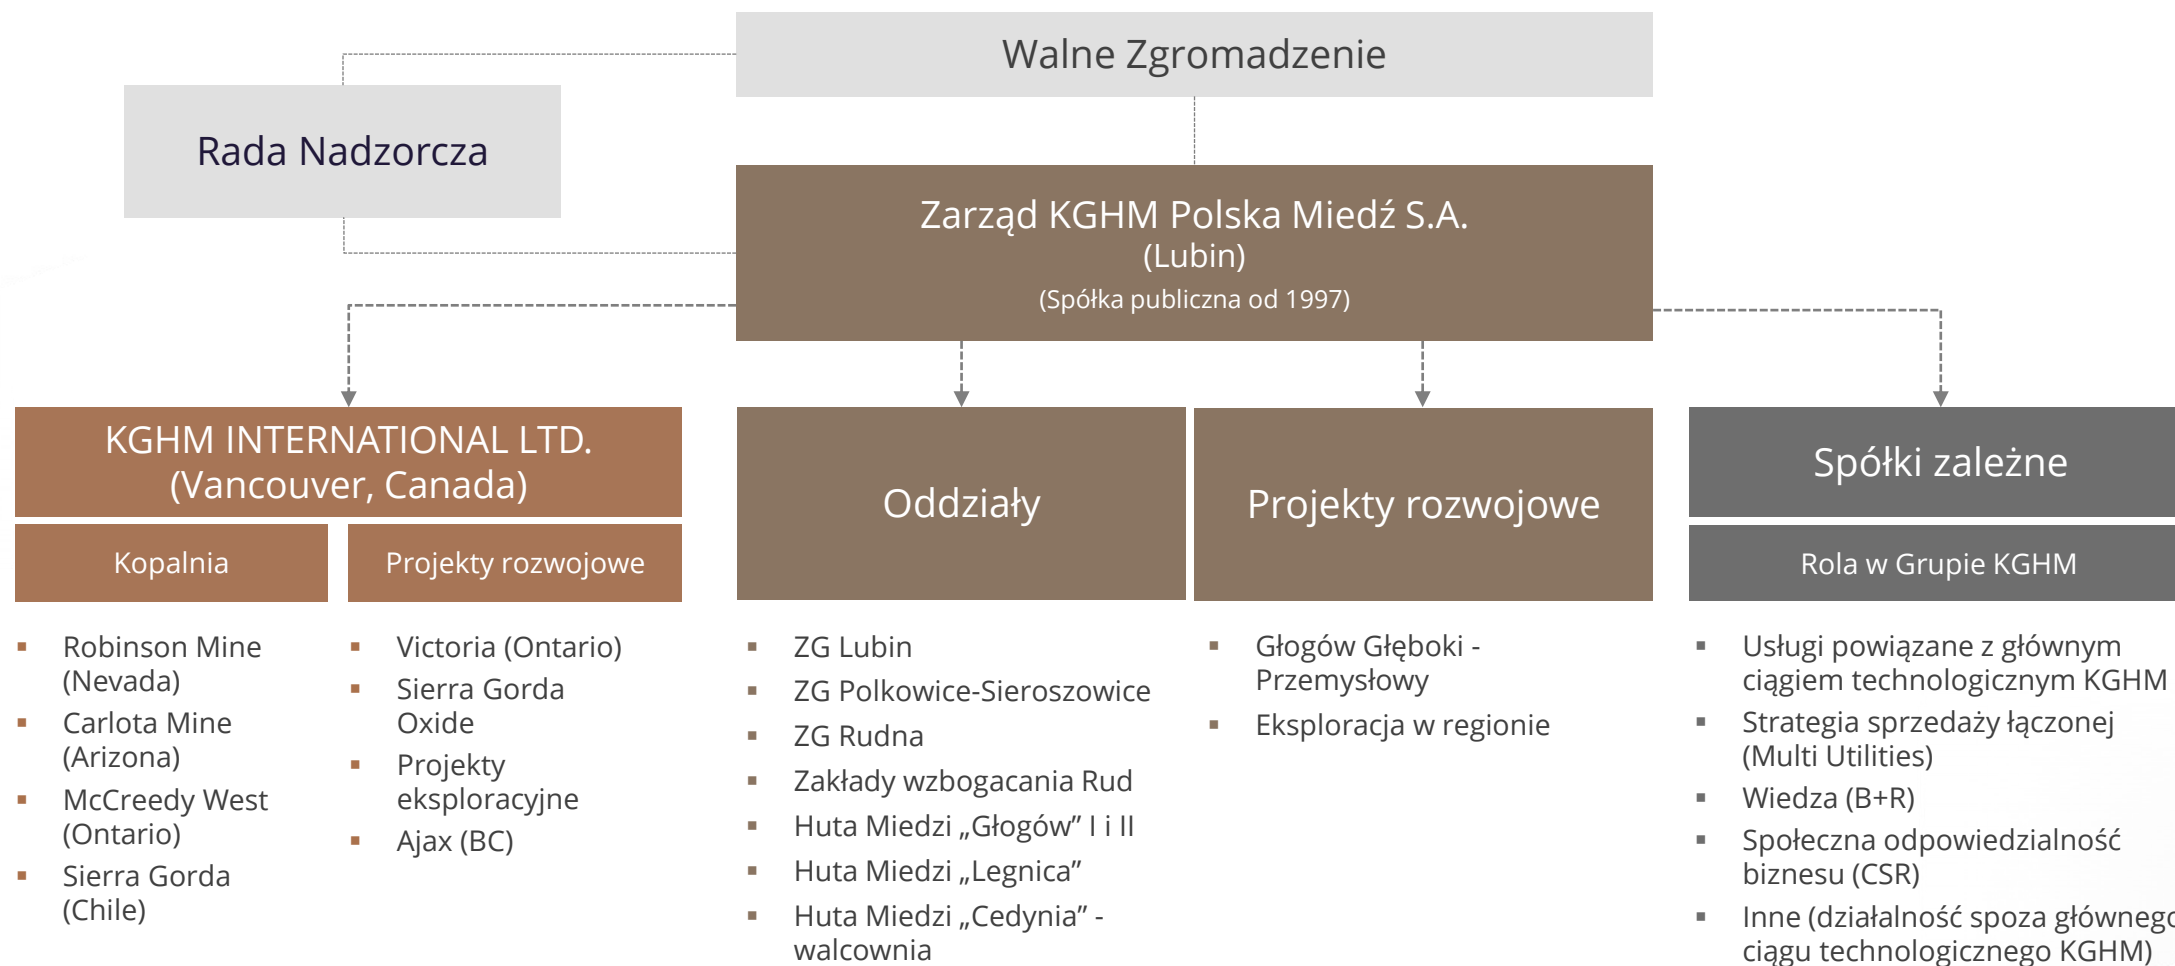 Walne Zgromadzenie
Rada Nadzorcza
Zarząd KGHM Polska Miedź S.A.
(Lubin)
(Spółka publiczna od 1997)
KGHM INTERNATIONAL LTD.
(Vancouver, Canada)
Kopalnia
Projekty rozwojowe
▪ Robinson Mine
(Nevada)
▪ Carlota Mine
(Arizona)
▪ McCreedy West
(Ontario)
▪ Sierra Gorda
(Chile)
▪ Victoria (Ontario)
▪ Sierra Gorda
Oxide
▪ Projekty
eksploracyjne
▪ Ajax (BC)
Oddziały
▪ ZG Lubin
▪ ZG Polkowice-Sieroszowice
▪ ZG Rudna
▪ Zakłady wzbogacania Rud
▪ Huta Miedzi „Głogów” I i II
▪ Huta Miedzi „Legnica”
▪ Huta Miedzi „Cedynia” -
walcownia
Projekty rozwojowe
▪ Głogów Głęboki -
Przemysłowy
▪ Eksploracja w regionie
Spółki zależne
Rola w Grupie KGHM
▪ Usługi powiązane z głównym
ciągiem technologicznym KGHM
▪ Strategia sprzedaży łączonej
(Multi Utilities)
▪ Wiedza (B+R)
▪ Społeczna odpowiedzialność
biznesu (CSR)
▪ Inne (działalność spoza głównego
ciągu technologicznego KGHM)